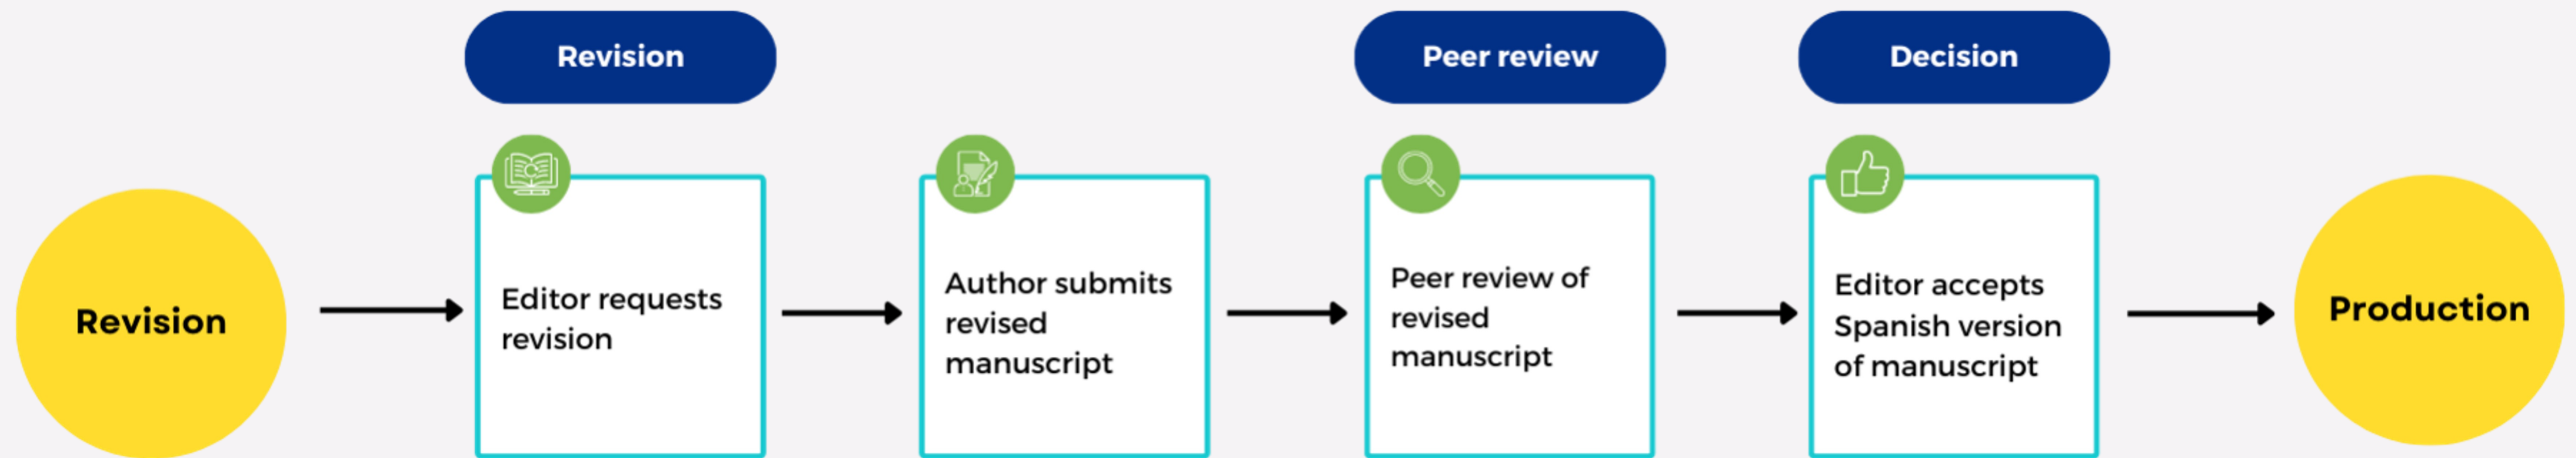 Revision
Peer review
Decision
Revision
Editor requests
revision
Author submits
revised
manuscript
Peer review of
revised
manuscript
Editor accepts
Spanish version
of manuscript
Production